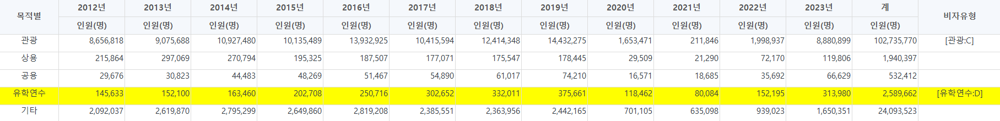 목적별 2012년 2013년 2014년 2015년 2016년 2017년 2018년 2019년 2020년 2021년 2022년 2023년 계 비자유형
인원(명) 인원(명) 인원(명) 인원(명) 인원(명) 인원(명) 인원(명) 인원(명) 인원(명) 인원(명) 인원(명) 인원(명) 인원(명)
관광 8,656,818 9,075,688 10,927,480 10,135,489 13,932,925 10,415,594 12,414,348 14,432,275 1,653,471 211,846 1,998,937 8,880,899 102,735,770 [관광:C]
상용 215,864 297,069 270,794 195,325 187,507 177,071 175,547 178,445 29,509 21,290 72,170 119,806 1,940,397
공용 29,676 30,823 44,483 48,269 51,467 54,890 61,017 74,210 16,571 18,685 35,692 66,629 532,412
유학연수 145,633 152,100 163,460 202,708 250,716 302,652 332,011 375,661 118,462 80,084 152,195 313,980 2,589,662 [유학연수:D]
기타 2,092,037 2,619,870 2,795,299 2,649,860 2,819,208 2,385,551 2,363,956 2,442,165 701,105 635,098 939,023 1,650,351 24,093,523